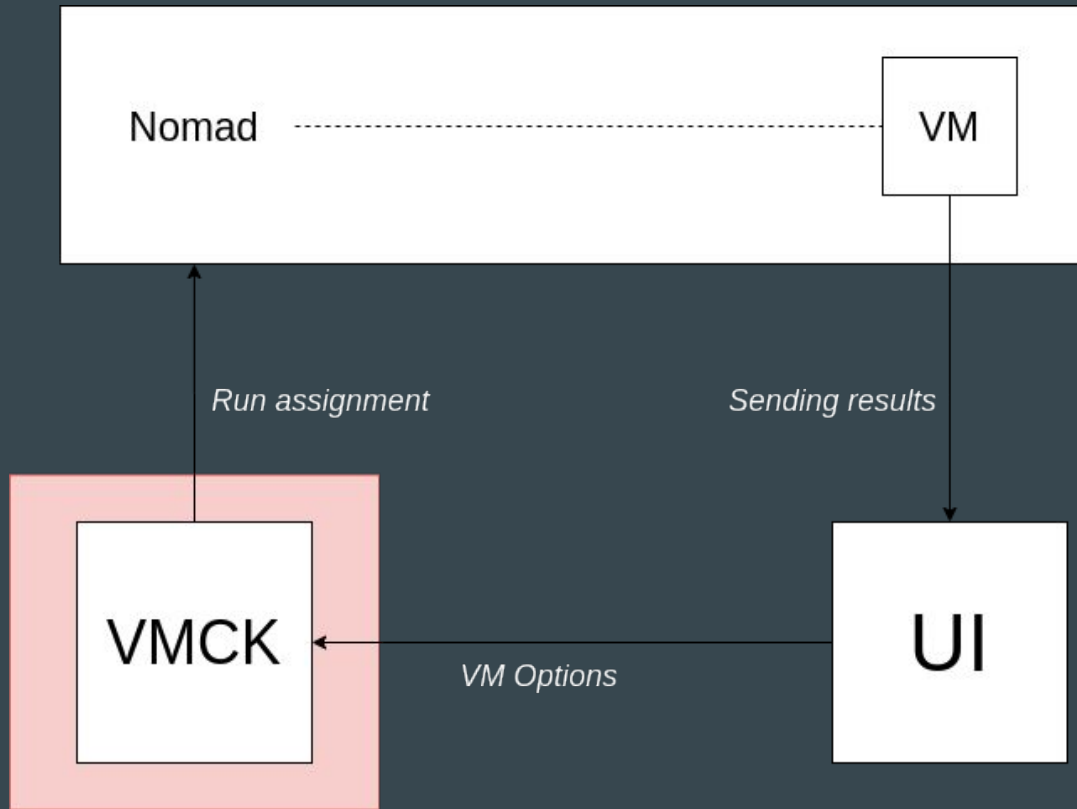 Nomad
VM
Run assignment
Sending results
VMCK
VM Options
UI